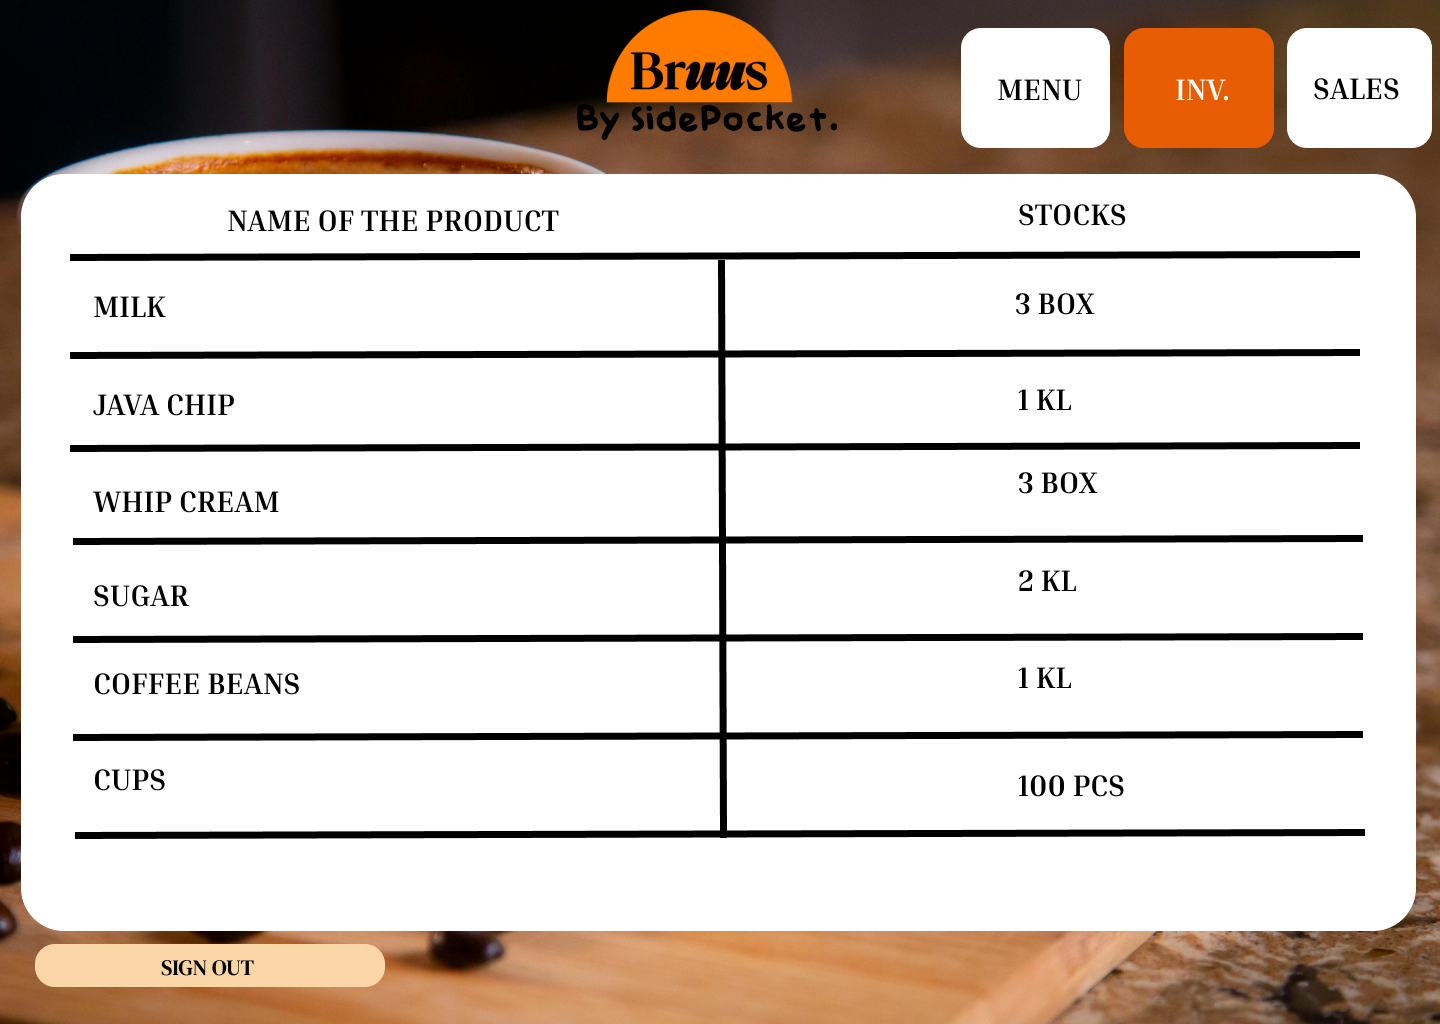 Bruus
By SidePocket.
MENU
INV.
SALES
NAME OF THE PRODUCT
STOCKS
MILK
3 BOX
JAVA CHIP
1 KL
WHIP CREAM
3 BOX
SUGAR
2 KL
COFFEE BEANS
1 KL
CUPS
100 PCS
SIGN OUT